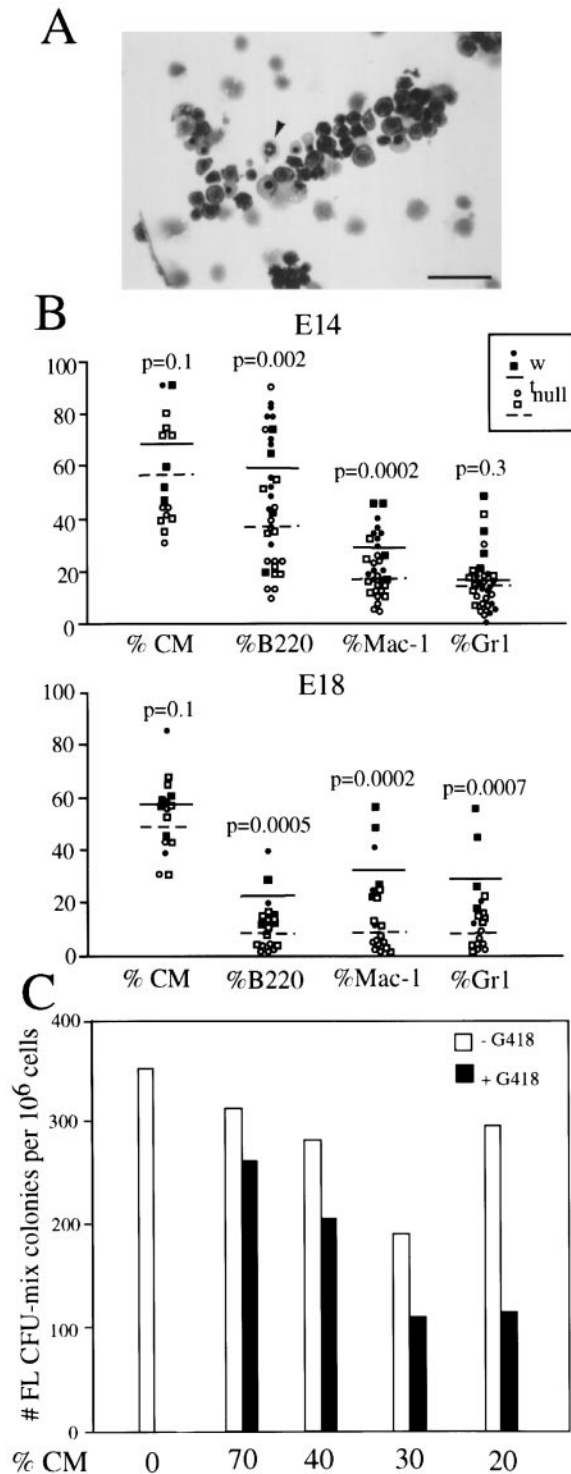 A
B
E14
100
80
60
40
20
0
p=0.1
p=0.002
p=0.0002
p=0.3
w
t
null
% CM
%B220
%Mac-1
%Gr1
E18
100
80
60
40
20
0
p=0.1
p=0.0005
p=0.0002
p=0.0007
% CM
%B220
%Mac-1
%Gr1
C
# FL CFU-mix colonies per 10⁶ cells
400
300
200
100
0
- G418
+ G418
% CM 0 70 40 30 20